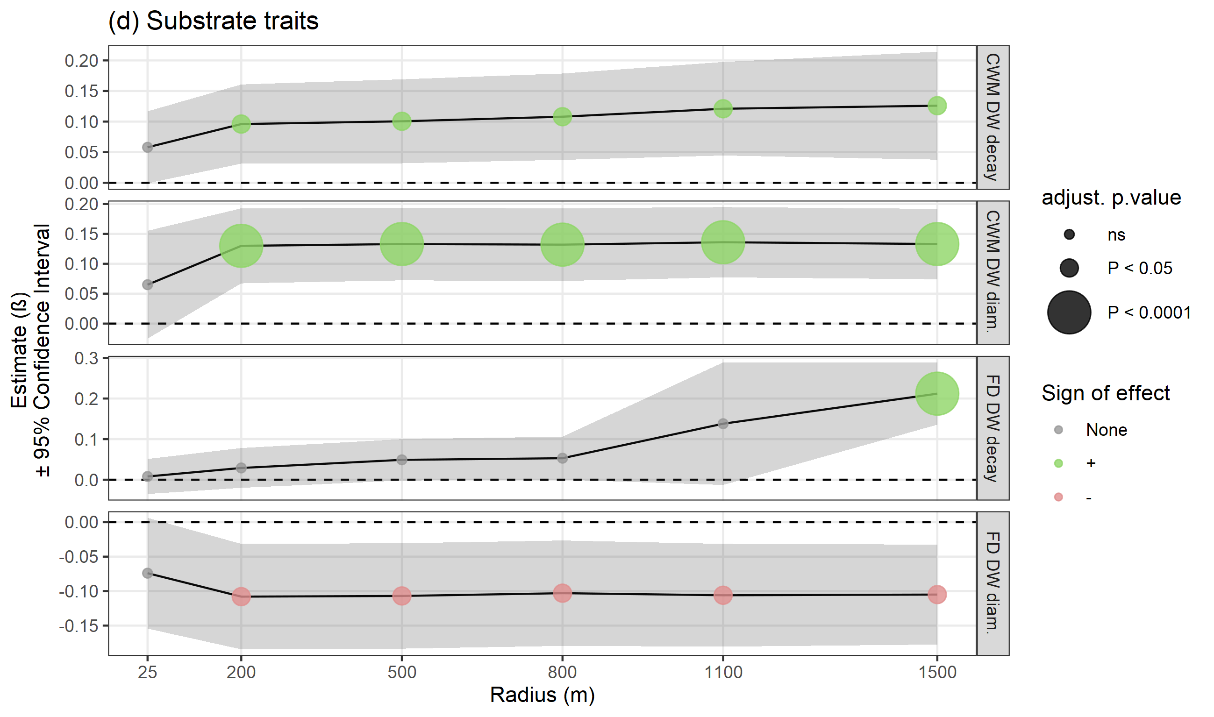 (d) Substrate traits
Estimate (ß)
± 95% Confidence Interval
0.20
0.15
0.10
0.05
0.00
CWM DW decay
0.20
0.15
0.10
0.05
0.00
CWM DW diam.
0.3
0.2
0.1
0.0
FD DW decay
0.00
-0.05
-0.10
-0.15
FD DW diam.
25 200 500 800 1100 1500
Radius (m)
adjust. p.value
ns
P < 0.05
P < 0.0001
Sign of effect
None
+
-